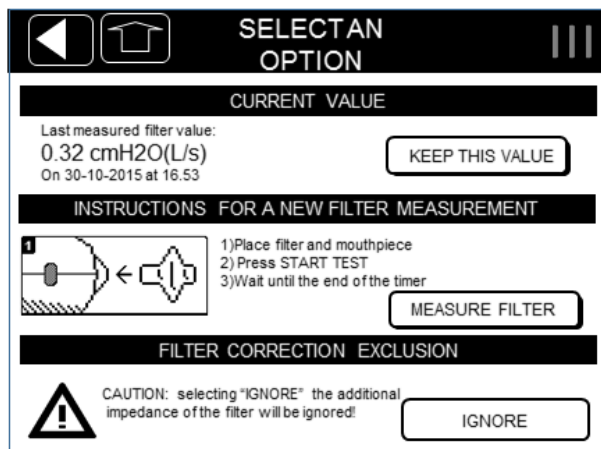 SELECT AN
OPTION
CURRENT VALUE
Last measured filter value:
0.32 cmH2O(L/s)
On 30-10-2015 at 16.53
KEEP THIS VALUE
INSTRUCTIONS FOR A NEW FILTER MEASUREMENT
1
1)Place filter and mouthpiece
2) Press START TEST
3)Wait until the end of the timer
MEASURE FILTER
FILTER CORRECTION EXCLUSION
CAUTION: selecting "IGNORE" the additional
impedance of the filter will be ignored!
IGNORE